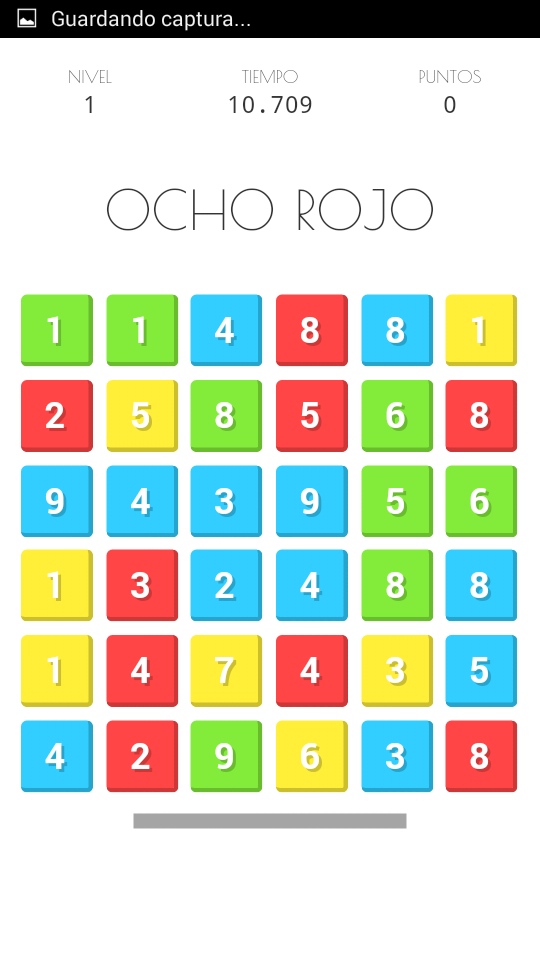 Guardando captura...
NIVEL TIEMPO PUNTOS
1 10.709 0
OCHO ROJO
1 1 4 8 8 1
2 5 8 5 6 8
9 4 3 9 5 6
1 3 2 4 8 8
1 4 7 4 3 5
4 2 9 6 3 8